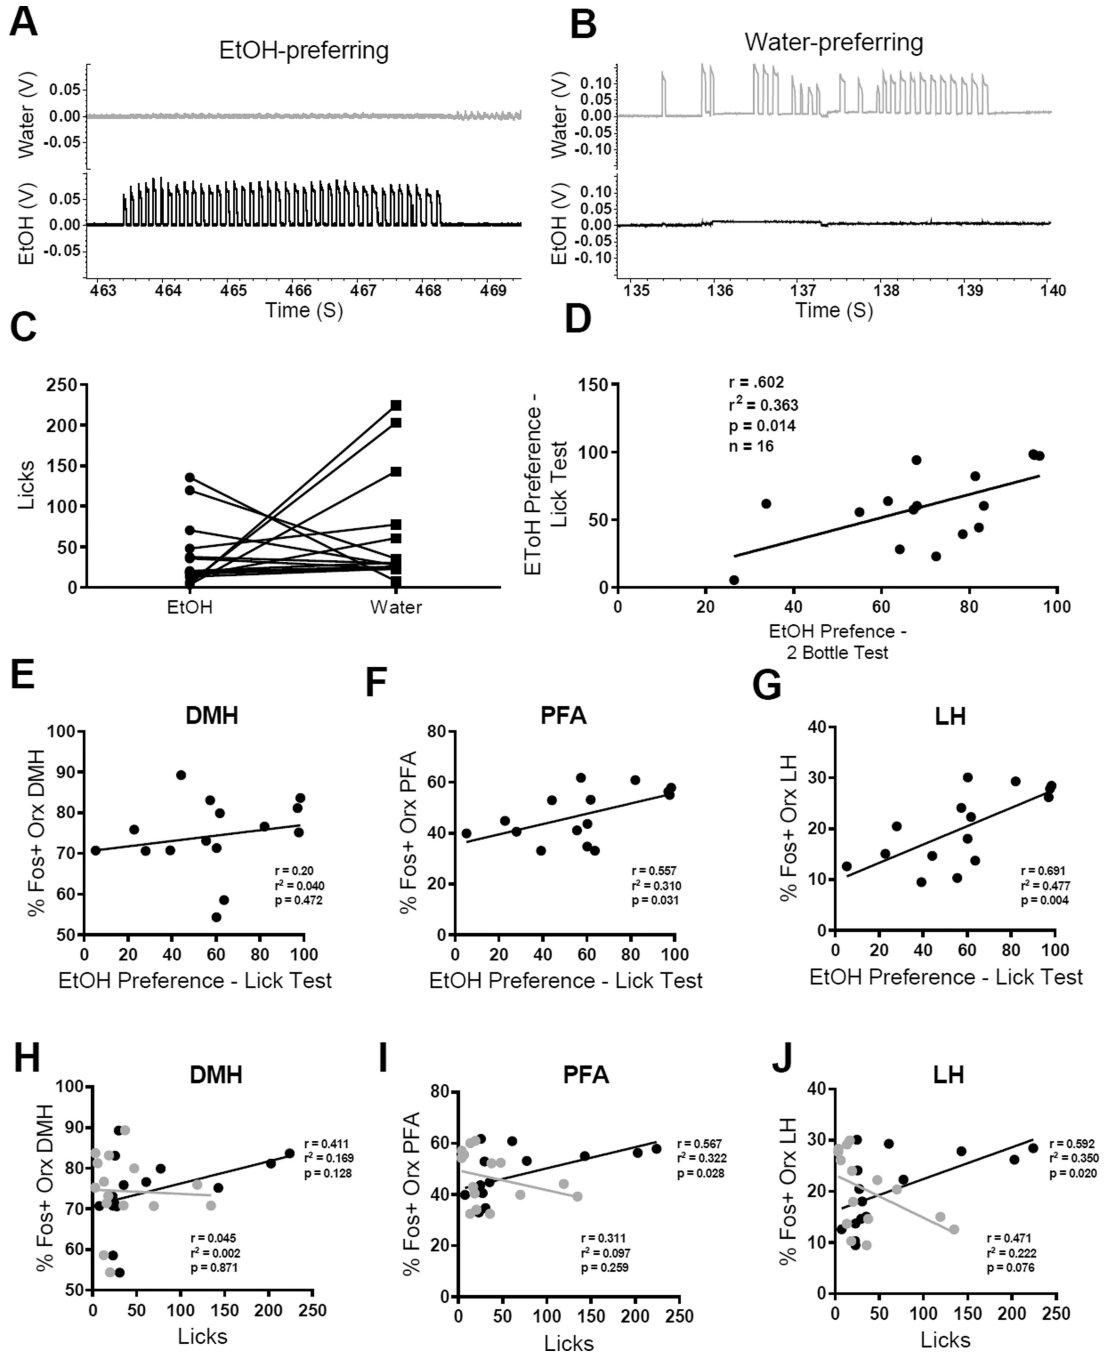 A
EtOH-preferring
Water (V)
0.05
0.00
-0.05
EtOH (V)
0.05
0.00
-0.05
463 464 465 466 467 468 469
Time (S)
B
Water-preferring
Water (V)
0.10
0.05
0.00
-0.05
-0.10
EtOH (V)
0.10
0.05
0.00
-0.05
-0.10
135 136 137 138 139 140
Time (S)
C
Licks
250
200
150
100
50
0
EtOH Water
D
EToH Preference -
Lick Test
150
100
50
0
r = .602
r2 = 0.363
p = 0.014
n = 16
0 20 40 60 80 100
EtOH Prefence -
2 Bottle Test
E
DMH
% Fos+ Orx DMH
100
90
80
70
60
50
r = 0.20
r2 = 0.040
p = 0.472
0 20 40 60 80 100
EtOH Preference - Lick Test
F
PFA
% Fos+ Orx PFA
80
60
40
20
0
r = 0.557
r2 = 0.310
p = 0.031
0 20 40 60 80 100
EtOH Preference - Lick Test
G
LH
% Fos+ Orx LH
40
30
20
10
0
r = 0.691
r2 = 0.477
p = 0.004
0 20 40 60 80 100
EtOH Preference - Lick Test
H
DMH
% Fos+ Orx DMH
100
90
80
70
60
50
r = 0.411
r2 = 0.169
p = 0.128
r = 0.045
r2 = 0.002
p = 0.871
0 50 100 150 200 250
Licks
I
PFA
% Fos+ Orx PFA
80
60
40
20
0
r = 0.567
r2 = 0.322
p = 0.028
r = 0.311
r2 = 0.097
p = 0.259
0 50 100 150 200 250
Licks
J
LH
% Fos+ Orx LH
40
30
20
10
0
r = 0.592
r2 = 0.350
p = 0.020
r = 0.471
r2 = 0.222
p = 0.076
0 50 100 150 200 250
Licks